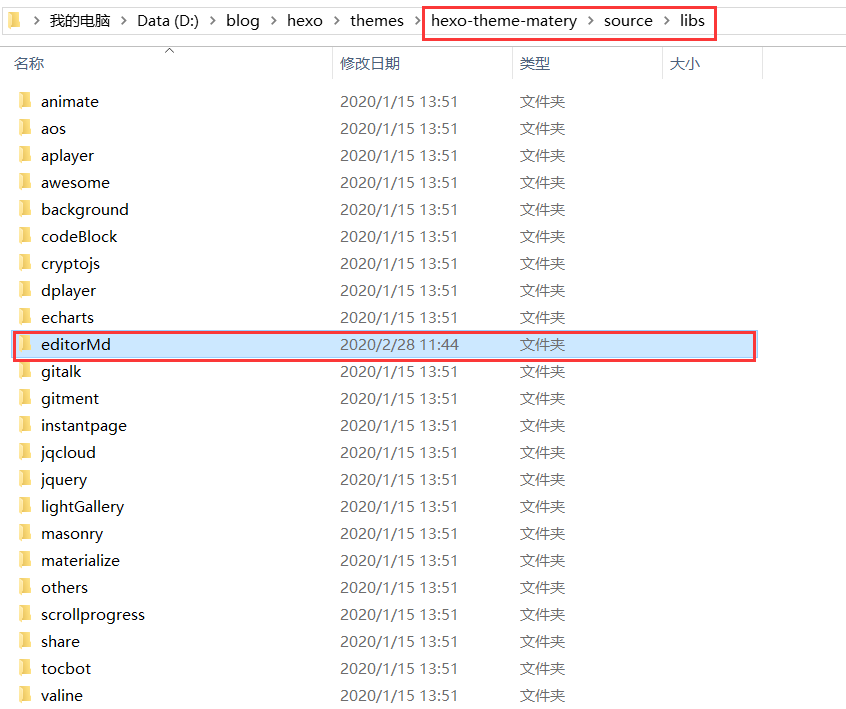 我的电脑 > Data (D:) > blog > hexo > themes > hexo-theme-matery > source > libs
名称 修改日期 类型 大小
animate 2020/1/15 13:51 文件夹
aos 2020/1/15 13:51 文件夹
aplayer 2020/1/15 13:51 文件夹
awesome 2020/1/15 13:51 文件夹
background 2020/1/15 13:51 文件夹
codeBlock 2020/1/15 13:51 文件夹
cryptojs 2020/1/15 13:51 文件夹
dplayer 2020/1/15 13:51 文件夹
echarts 2020/1/15 13:51 文件夹
editorMd 2020/2/28 11:44 文件夹
gitalk 2020/1/15 13:51 文件夹
gitment 2020/1/15 13:51 文件夹
instantpage 2020/1/15 13:51 文件夹
jqcloud 2020/1/15 13:51 文件夹
jquery 2020/1/15 13:51 文件夹
lightGallery 2020/1/15 13:51 文件夹
masonry 2020/1/15 13:51 文件夹
materialize 2020/1/15 13:51 文件夹
others 2020/1/15 13:51 文件夹
scrollprogress 2020/1/15 13:51 文件夹
share 2020/1/15 13:51 文件夹
tocbot 2020/1/15 13:51 文件夹
valine 2020/1/15 13:51 文件夹